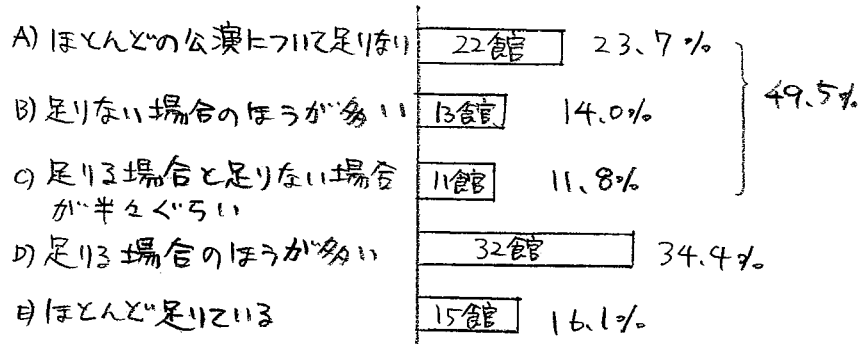 A) ほとんどの公演について足りない 22館 23.7%
B) 足りない場合のほうが多い 13館 14.0%
49.5%
C) 足りる場合と足りない場合 11館 11.8%
が半々ぐらい
D) 足りる場合のほうが多い 32館 34.4%
E) ほとんど足りている 15館 16.1%